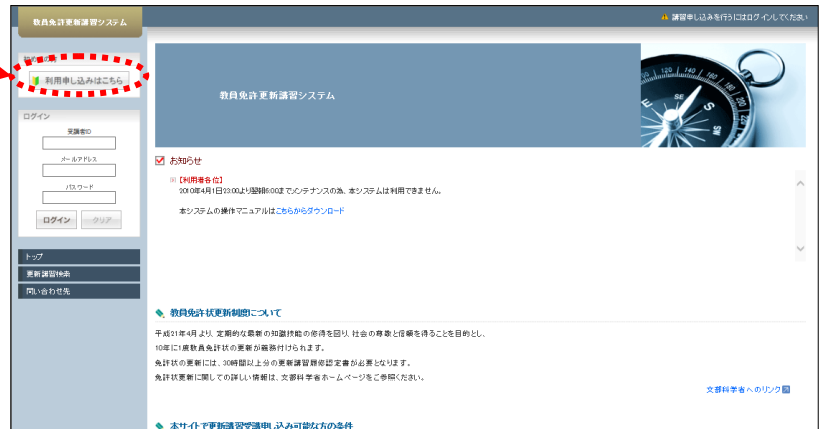 教員免許更新講習システム
講習申し込みを行うにはログインしてください
初めての方
利用申し込みはこちら
ログイン
受講者ID
メールアドレス
パスワード
ログイン
クリア
トップ
更新講習検索
問い合わせ先
教員免許更新講習システム
お知らせ
【利用者各位】
2010年4月1日23:00より翌朝6:00までメンテナンスの為、本システムは利用できません。
本システムの操作マニュアルはこちらからダウンロード
教員免許状更新制度について
平成21年4月より、定期的な最新の知識技能の修得を図り、社会の尊敬と信頼を得ることを目的とし、
10年に1度教員免許状の更新が義務付けられます。
免許状の更新には、30時間以上分の更新講習履修認定書が必要となります。
免許状更新に関しての詳しい情報は、文部科学省ホームページをご参照ください。
文部科学省へのリンク
本サイトで更新講習受講申し込み可能な方の条件